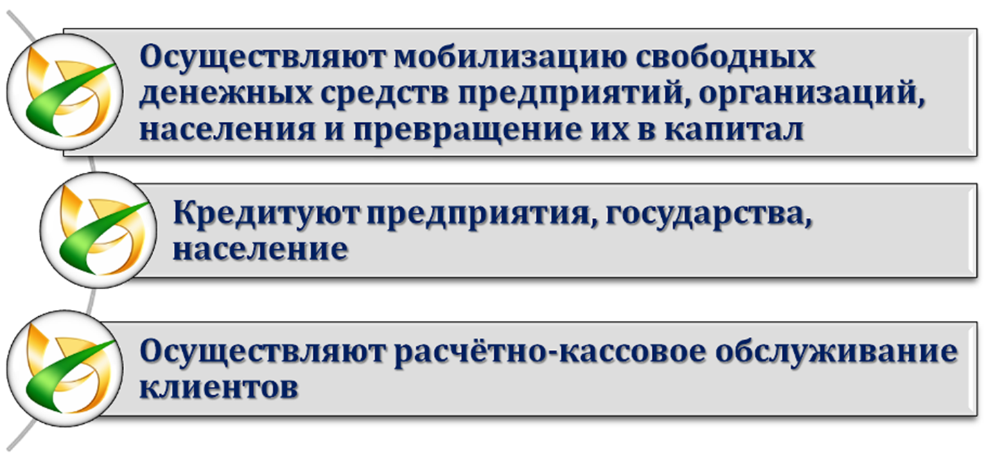 Осуществляют мобилизацию свободных
денежных средств предприятий, организаций,
населения и превращение их в капитал
Кредитуют предприятия, государства,
население
Осуществляют расчётно-кассовое обслуживание
клиентов